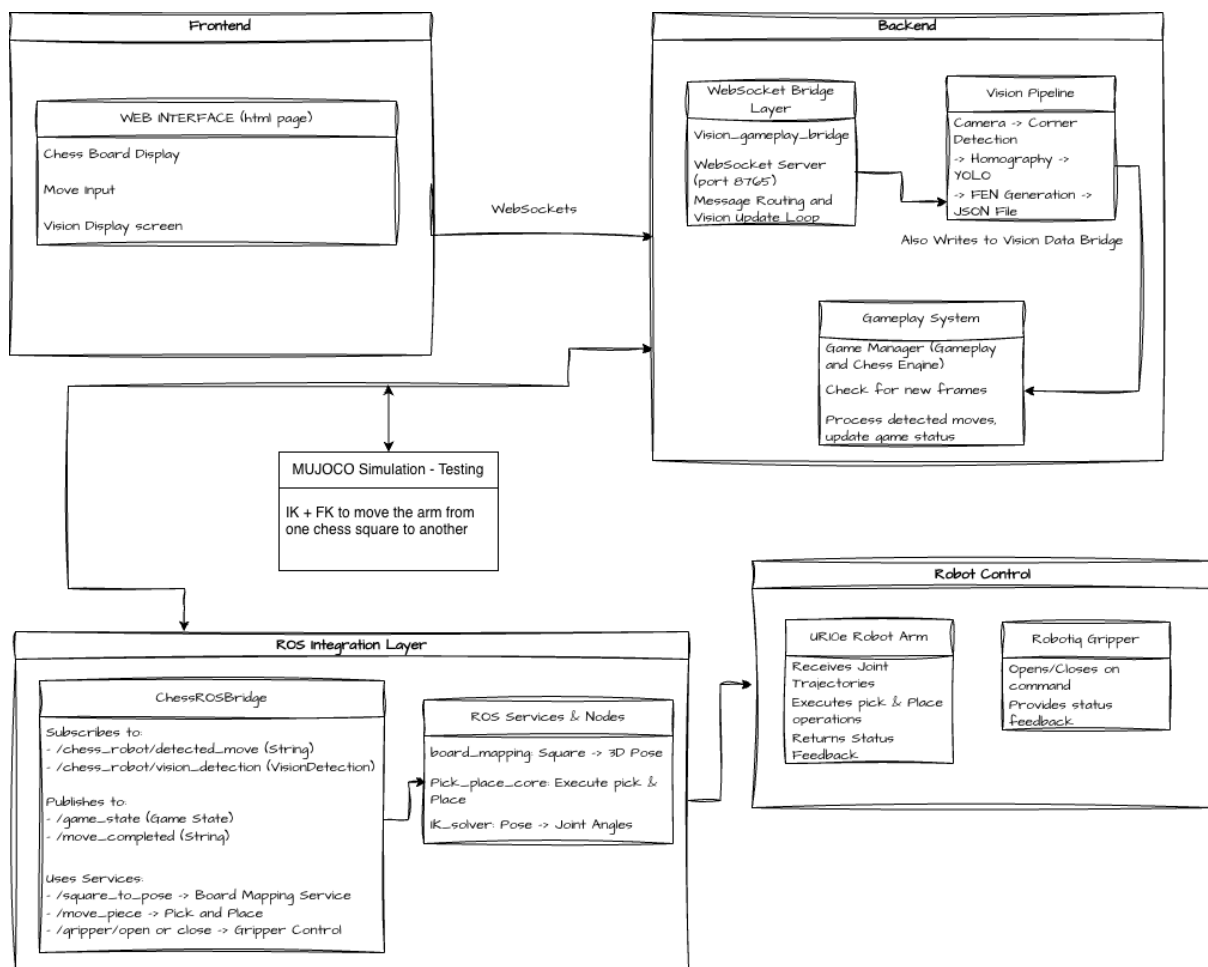 Frontend
WEB INTERFACE (html page)
Chess Board Display
Move Input
Vision Display screen
WebSockets
Backend
WebSocket Bridge
Layer
Vision_gameplay_bridge
WebSocket Server
(port 8765)
Message Routing and
Vision Update Loop
Vision Pipeline
Camera -> Corner
Detection
-> Homography ->
YOLO
-> FEN Generation ->
JSON File
Also Writes to Vision Data Bridge
Gameplay System
Game Manager (Gameplay
and Chess Engine)
Check for new frames
Process detected moves,
update game status
MUJOCO Simulation - Testing
IK + FK to move the arm from
one chess square to another
ROS Integration Layer
ChessROSBridge
Subscribes to:
- /chess_robot/detected_move (String)
- /chess_robot/vision_detection (VisionDetection)
Publishes to:
- /game_state (Game State)
- /move_completed (String)
Uses Services:
- /square_to_pose -> Board Mapping Service
- /move_piece -> Pick and Place
- /gripper/open or close -> Gripper Control
ROS Services & Nodes
board_mapping: Square -> 3D Pose
Pick_place_core: Execute pick &
Place
IK_solver: Pose -> Joint Angles
Robot Control
UR10e Robot Arm
Receives Joint
Trajectories
Executes pick & Place
operations
Returns Status
Feedback
Robotiq Gripper
Opens/Closes on
command
Provides status
feedback